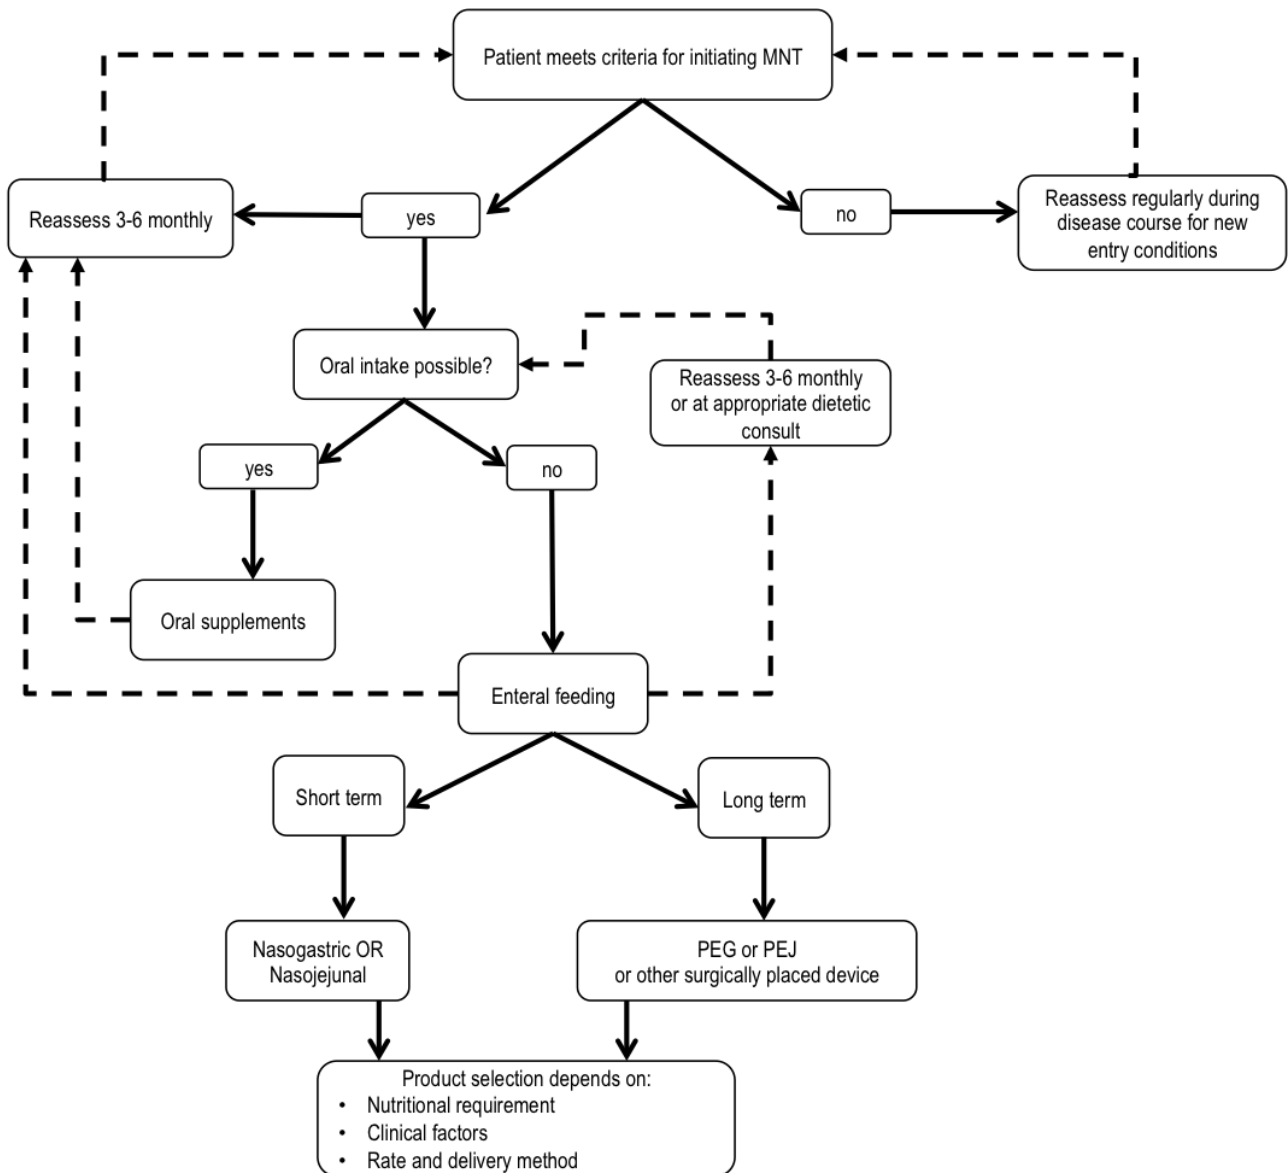 Patient meets criteria for initiating MNT
Reassess 3-6 monthly
yes
no
Reassess regularly during
disease course for new
entry conditions
Oral intake possible?
Reassess 3-6 monthly
or at appropriate dietetic
consult
yes
no
Oral supplements
Enteral feeding
Short term
Long term
Nasogastric OR
Nasojejunal
PEG or PEJ
or other surgically placed device
Product selection depends on:
• Nutritional requirement
• Clinical factors
• Rate and delivery method